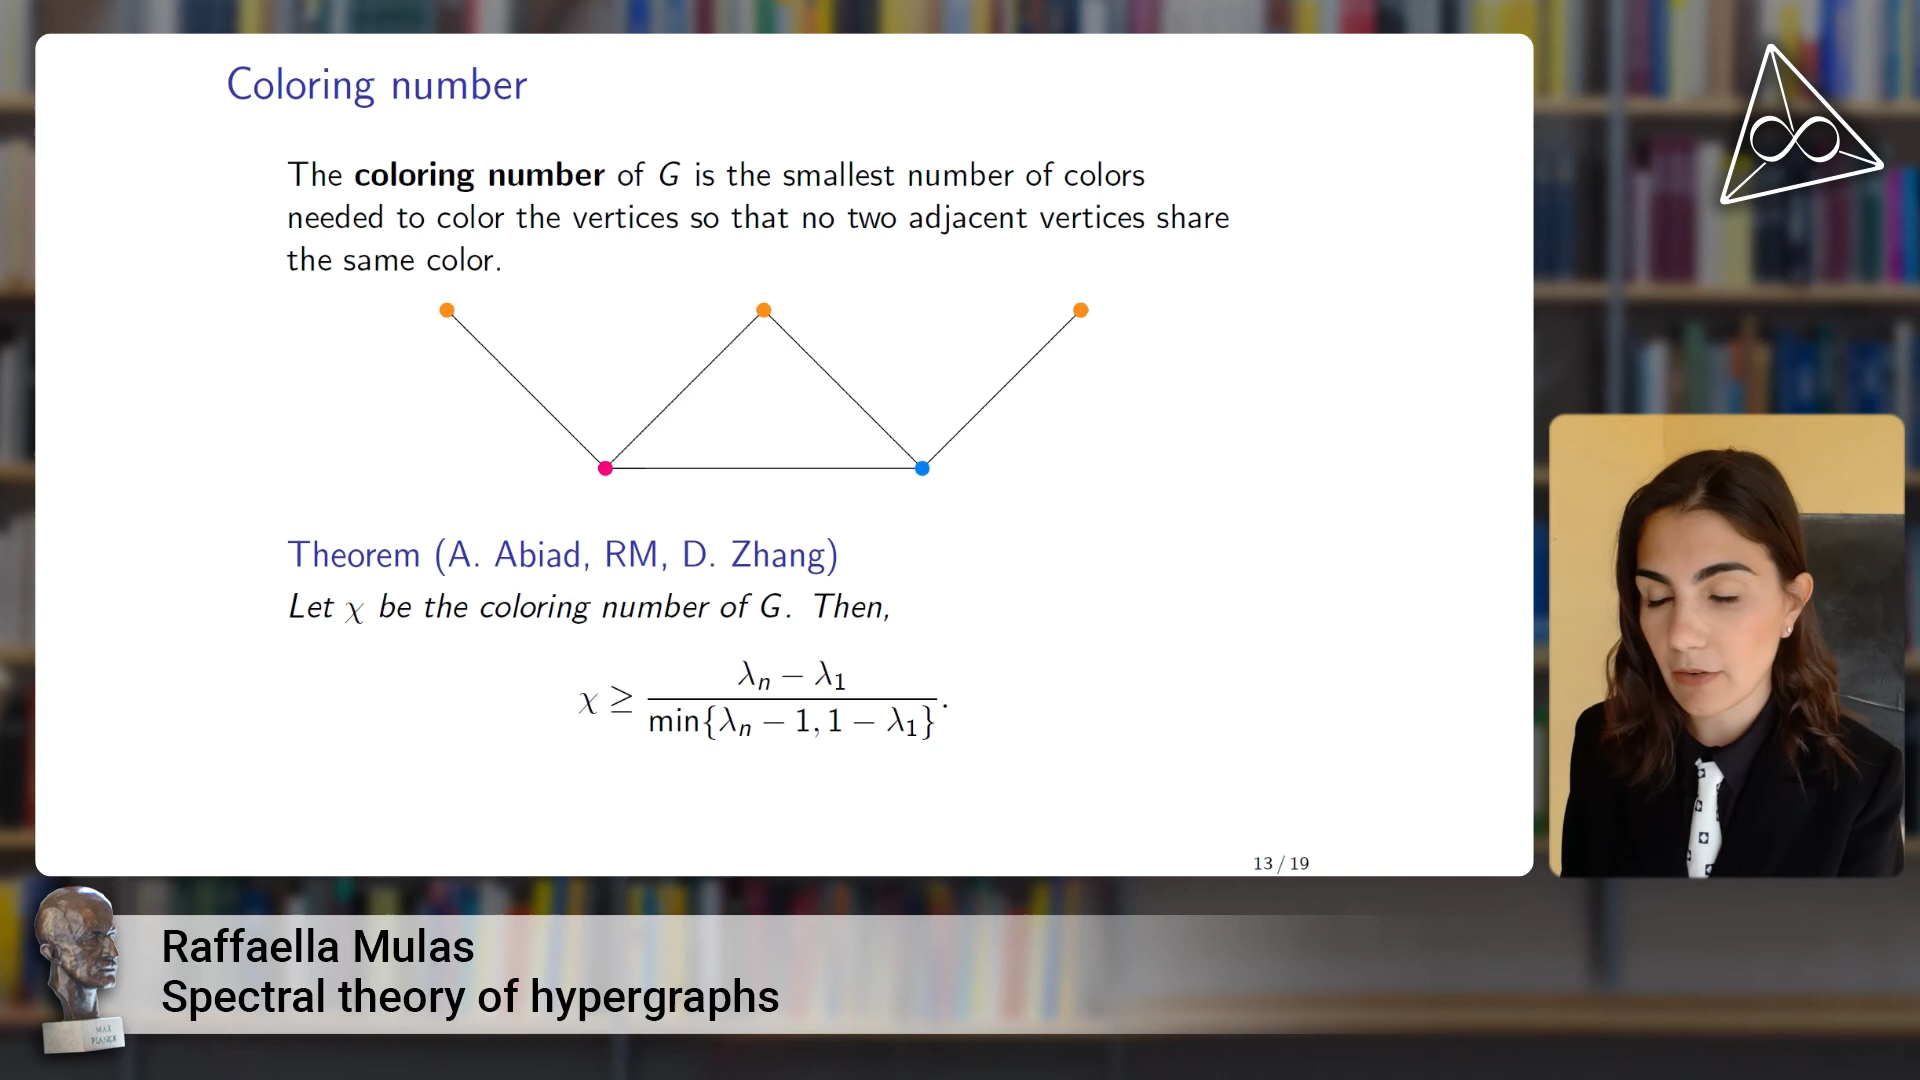 Coloring number
The coloring number of G is the smallest number of colors
needed to color the vertices so that no two adjacent vertices share
the same color.
Theorem (A. Abiad, RM, D. Zhang)
Let χ be the coloring number of G. Then,
χ ≥ (λn − λ1) / (min{λn − 1, 1 − λ1}).
13 / 19
Raffaella Mulas
Spectral theory of hypergraphs
MAX
PLANCK